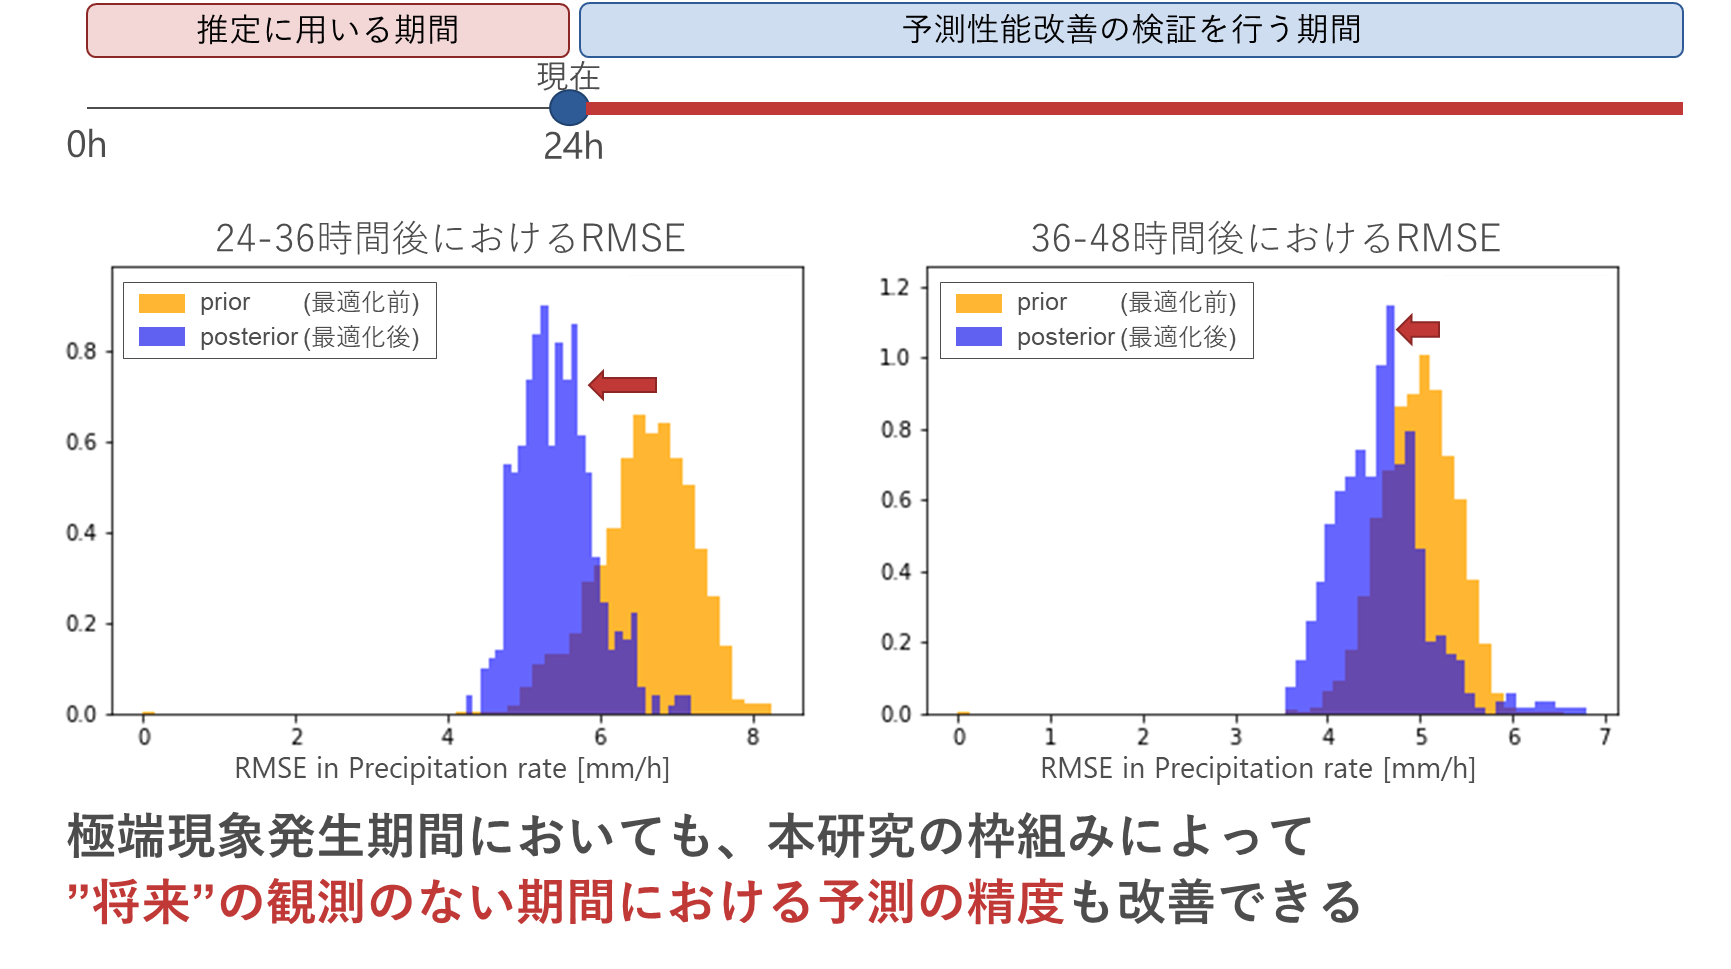 推定に用いる期間
予測性能改善の検証を行う期間
現在
0h
24h
24-36時間後におけるRMSE
prior (最適化前)
posterior (最適化後)
0.8
0.6
0.4
0.2
0.0
0 2 4 6 8
RMSE in Precipitation rate [mm/h]
36-48時間後におけるRMSE
prior (最適化前)
posterior (最適化後)
1.2
1.0
0.8
0.6
0.4
0.2
0.0
0 1 2 3 4 5 6 7
RMSE in Precipitation rate [mm/h]
極端現象発生期間においても、本研究の枠組みによって
”将来”の観測のない期間における予測の精度も改善できる